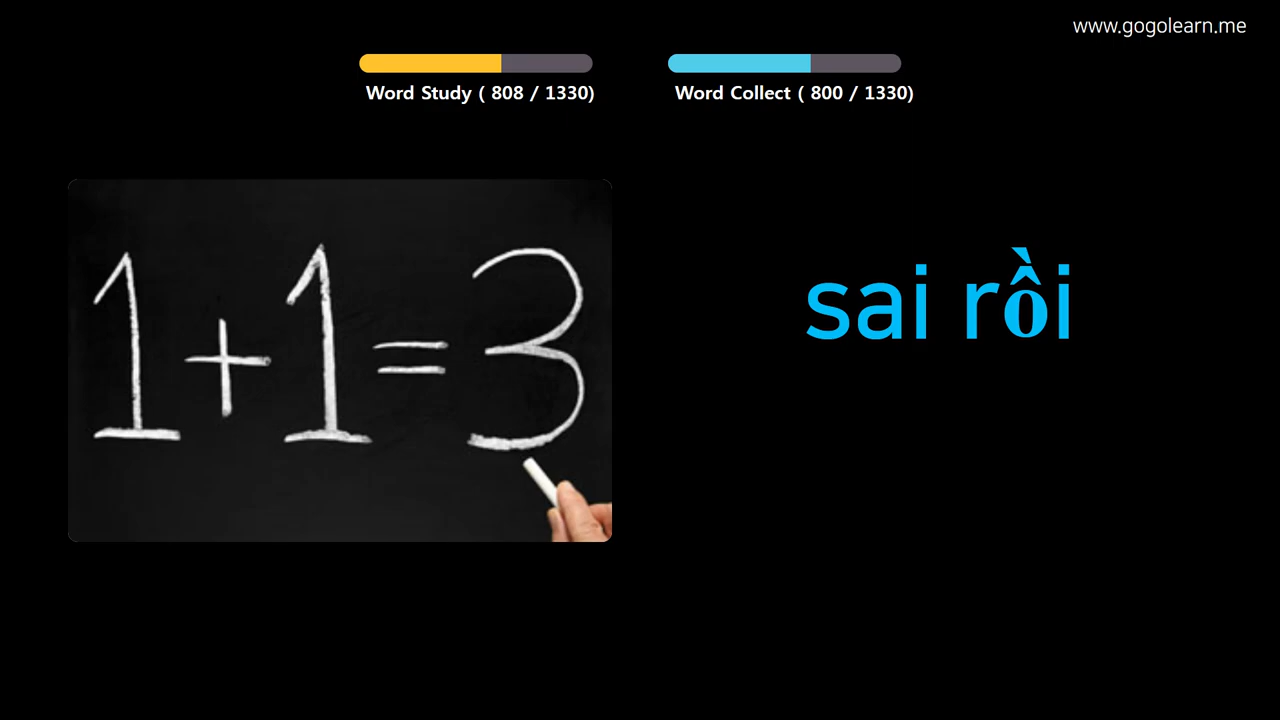 www.gogolearn.me
Word Study ( 808 / 1330)
Word Collect ( 800 / 1330)
1+1=3
sai rồi